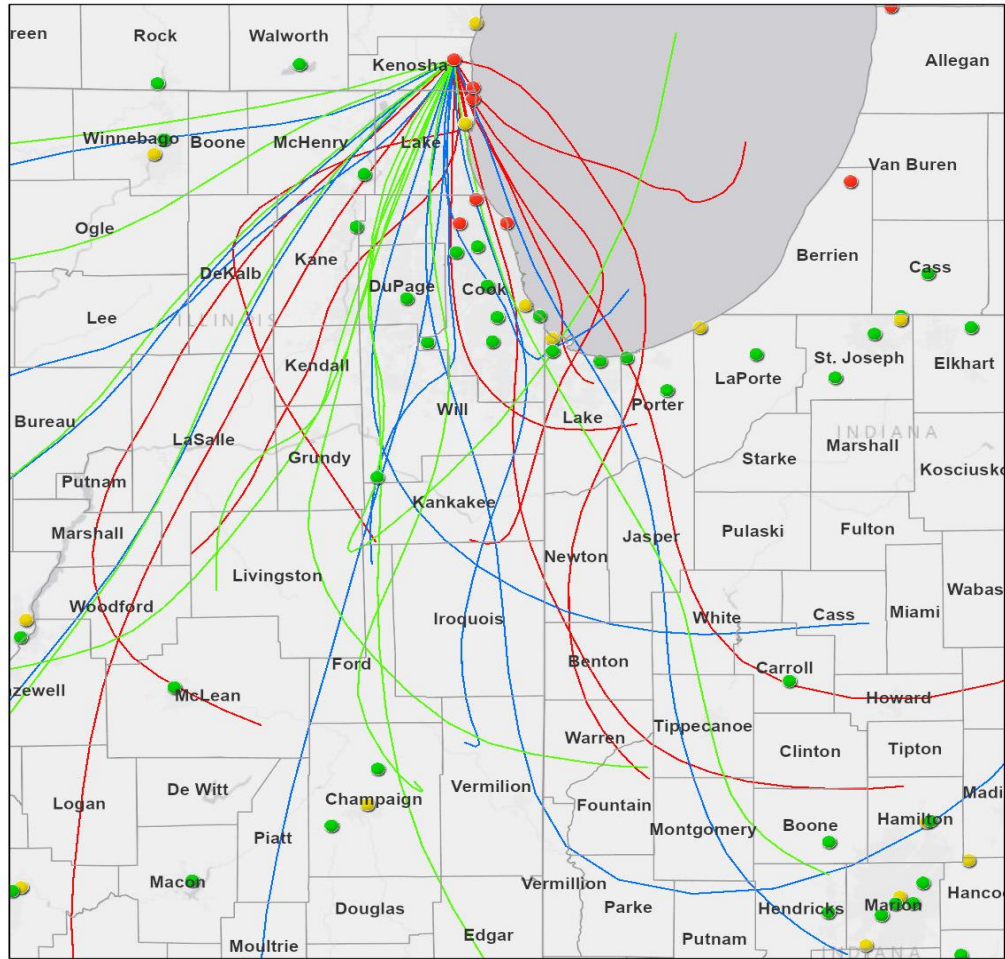 reen
Rock
Walworth
Kenosha
Allegan
Winnebago
Boone
McHenry
Lake
Van Buren
Ogle
Berrien
Cass
DeKalb
Kane
DuPage
Cook
Lee
ILLINOIS
Kendall
LaPorte
St. Joseph
Elkhart
Bureau
LaSalle
Will
Lake
Porter
INDIANA
Marshall
Starke
Kosciusko
Grundy
Putnam
Kankakee
Marshall
Jasper
Pulaski
Fulton
Newton
Livingston
Wabas
Woodford
Iroquois
White
Cass
Miami
Ford
Benton
Carroll
Howard
azewell
McLean
Tippecanoe
Warren
Clinton
Tipton
Logan
De Witt
Champaign
Vermilion
Fountain
Madi
Hamilton
Boone
Montgomery
Piatt
Macon
Vermillion
Hendricks
Marion
Hanco
Douglas
Parke
Putnam
Moultrie
Edgar
INDIANA